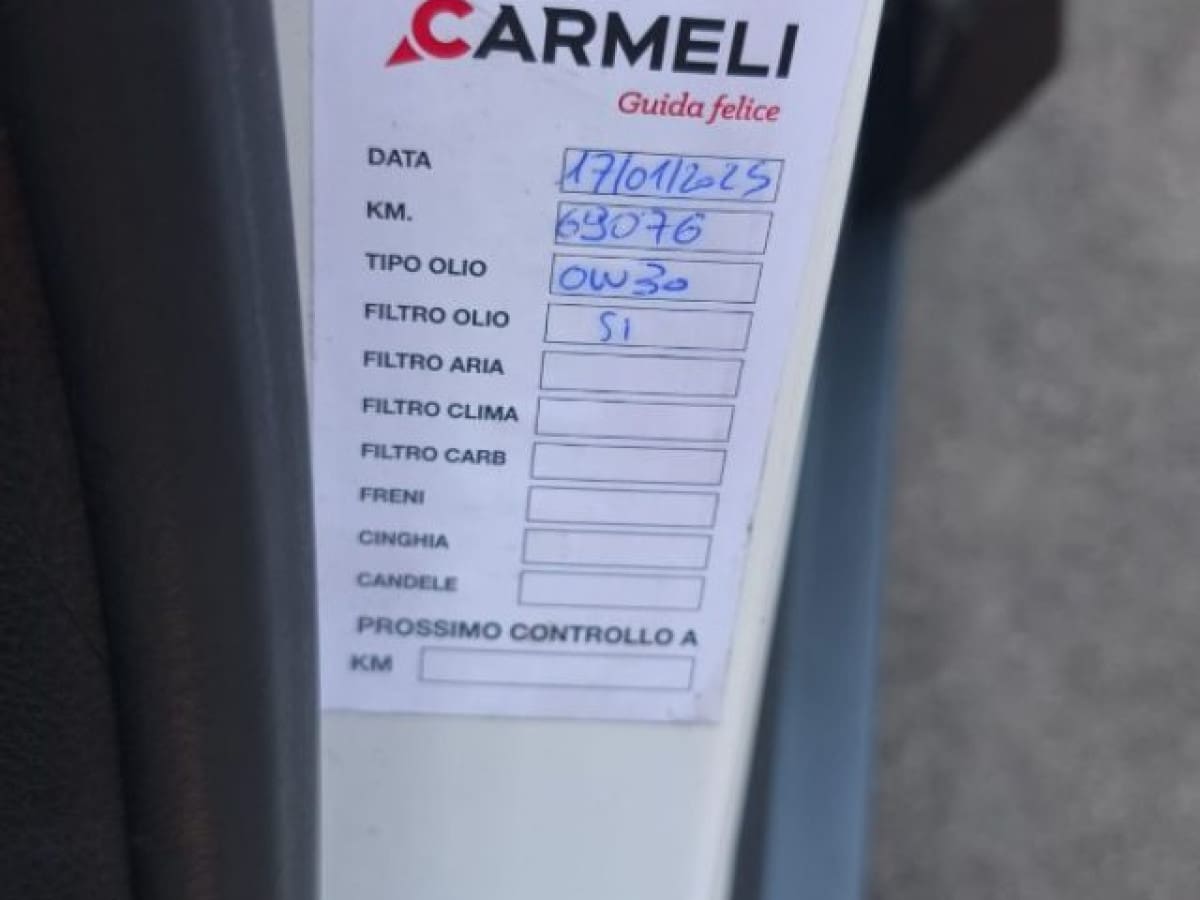 CARMELI
Guida felice
DATA 17/01/2025
KM. 69076
TIPO OLIO 0W30
FILTRO OLIO SI
FILTRO ARIA
FILTRO CLIMA
FILTRO CARB
FRENI
CINGHIA
CANDELE
PROSSIMO CONTROLLO A
KM